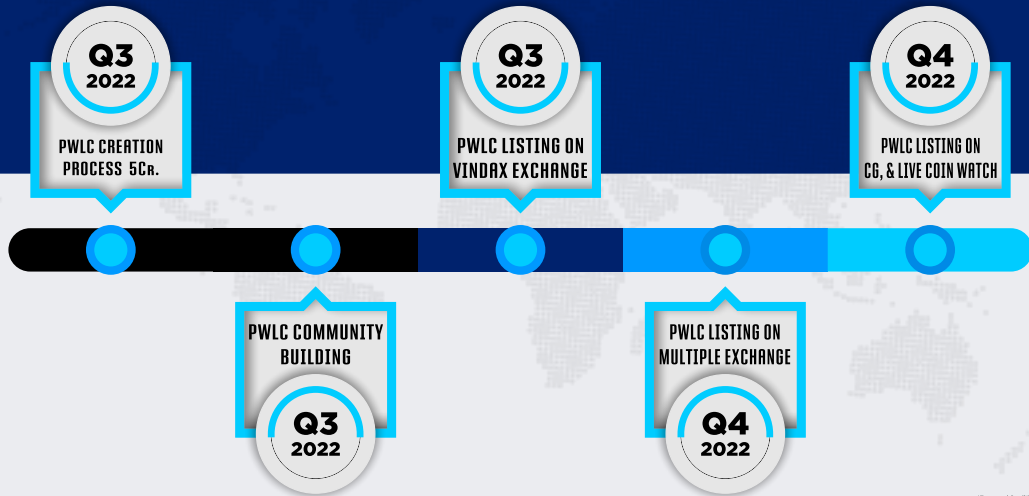 Q3
2022
PWLC CREATION
PROCESS 5CR.
PWLC COMMUNITY
BUILDING
Q3
2022
Q3
2022
PWLC LISTING ON
VINDAX EXCHANGE
PWLC LISTING ON
MULTIPLE EXCHANGE
Q4
2022
Q4
2022
PWLC LISTING ON
CG, & LIVE COIN WATCH